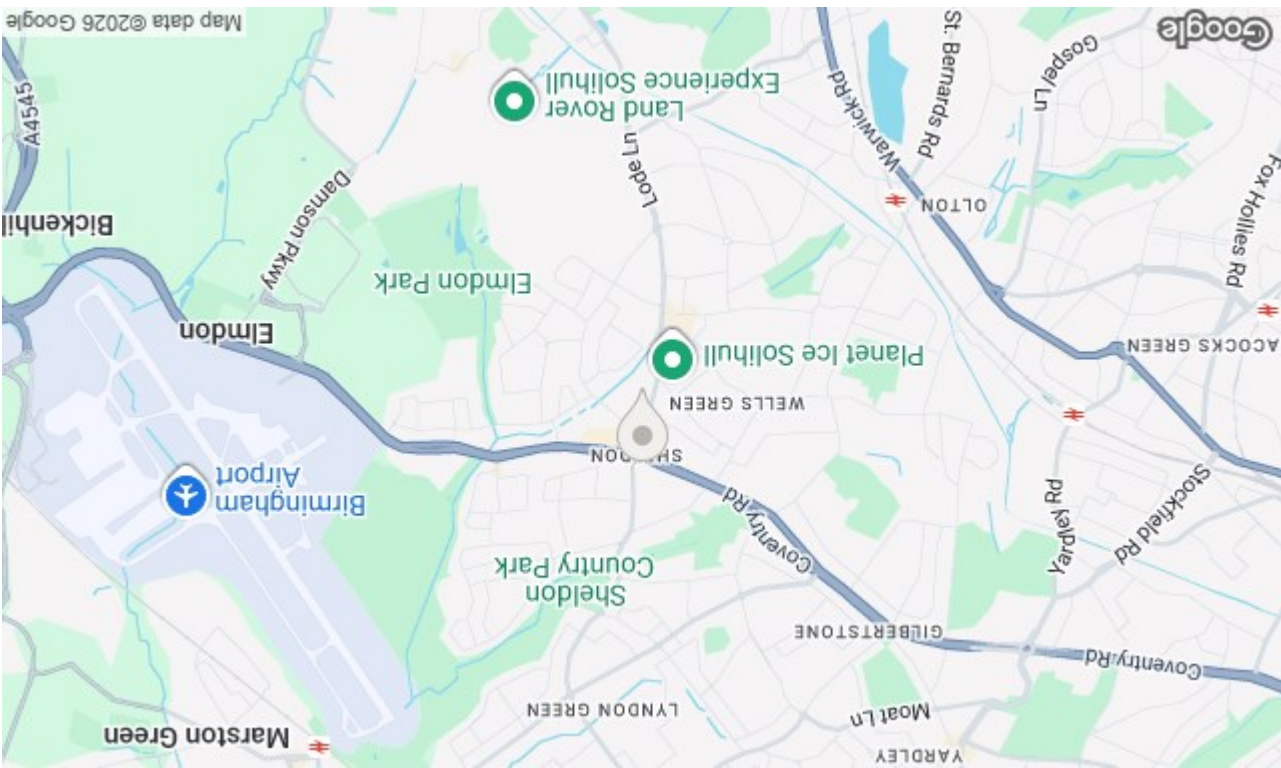 YARDLEY
Moat Ln
LYNDON GREEN
Marston Green
Coventry Rd
GILBERTSTONE
Sheldon
Country Park
Coventry Rd
Stockfield Rd
Yardley Rd
Birmingham
Airport
WELLS GREEN
Planet Ice Solihull
ACOCKS GREEN
Elmdon
Elmdon Park
Fox Hollies Rd
OLTON
Damson Pkwy
Lode Ln
Warwick Rd
St. Bernards Rd
Gospel Ln
Land Rover
Experience Solihull
A4545
Google
Map data ©2026 Google